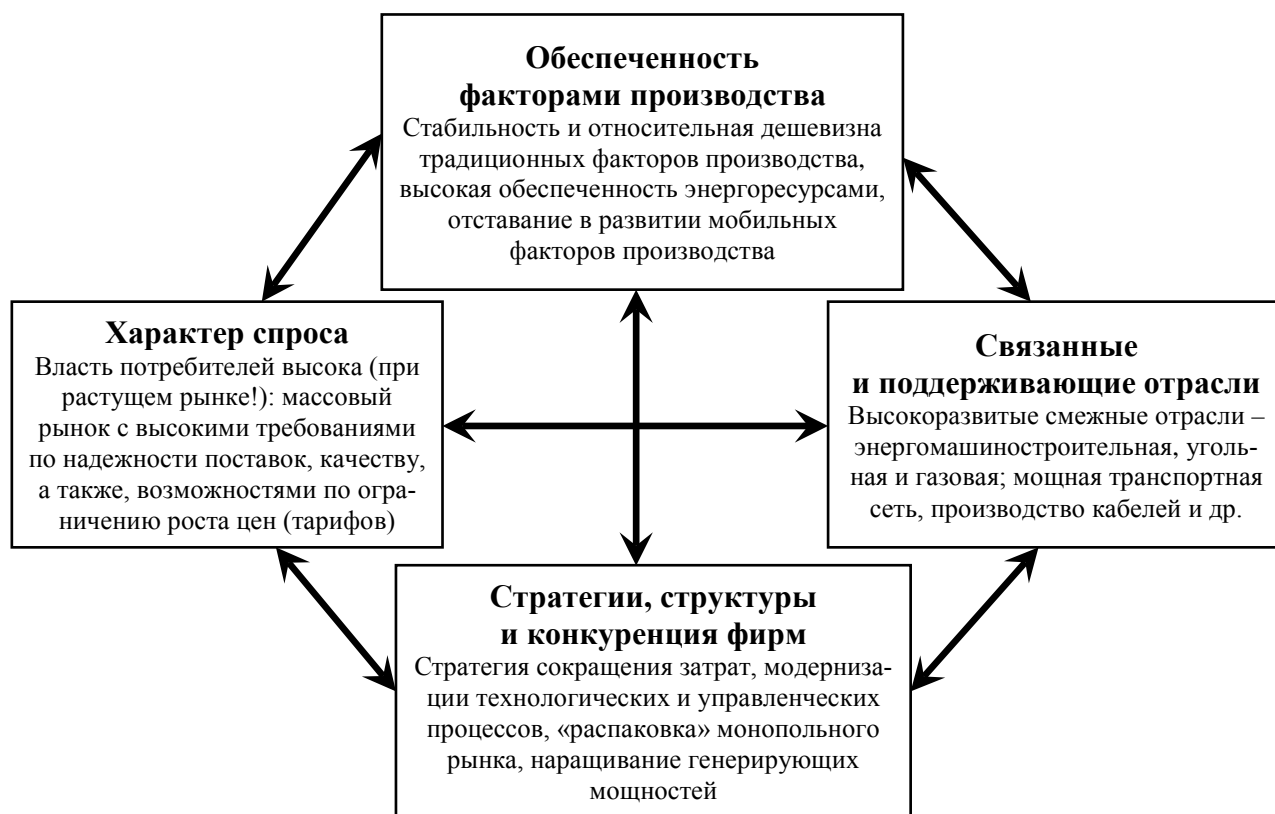 Обеспеченность
факторами производства
Стабильность и относительная дешевизна
традиционных факторов производства,
высокая обеспеченность энергоресурсами,
отставание в развитии мобильных
факторов производства
Характер спроса
Власть потребителей высока (при
растущем рынке!): массовый
рынок с высокими требованиями
по надежности поставок, качеству,
а также, возможностями по огра-
ничению роста цен (тарифов)
Связанные
и поддерживающие отрасли
Высокоразвитые смежные отрасли –
энергомашиностроительная, уголь-
ная и газовая; мощная транспортная
сеть, производство кабелей и др.
Стратегии, структуры
и конкуренция фирм
Стратегия сокращения затрат, модерниза-
ции технологических и управленческих
процессов, «распаковка» монопольного
рынка, наращивание генерирующих
мощностей